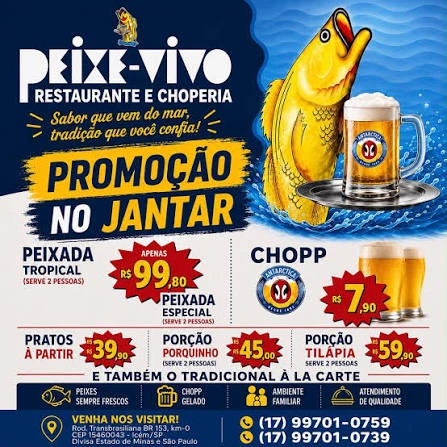 PEIXE-VIVO
RESTAURANTE E CHOPERIA
Sabor que vem do mar,
tradição que você confia!
PROMOÇÃO
NO JANTAR
ANTARCTICA
PEIXADA
TROPICAL
(SERVE 2 PESSOAS)
APENAS
R$ 99,80
PEIXADA
ESPECIAL
(SERVE 2 PESSOAS)
CHOPP
ANTARCTICA
R$ 7,90
PRATOS
À PARTIR
R$ 39,90
PORÇÃO
PORQUINHO
(SERVE 2 PESSOAS)
R$ 45,00
PORÇÃO
TILÁPIA
(SERVE 2 PESSOAS)
R$ 59,90
E TAMBÉM O TRADICIONAL À LA CARTE
PEIXES
SEMPRE FRESCOS
CHOPP
GELADO
AMBIENTE
FAMILIAR
ATENDIMENTO
DE QUALIDADE
VENHA NOS VISITAR!
Rod. Transbrasiliana BR 153, km-0
CEP 15460043 - Icém/SP
Divisa Estado de Minas e São Paulo
(17) 99701-0759
(17) 99701-0739